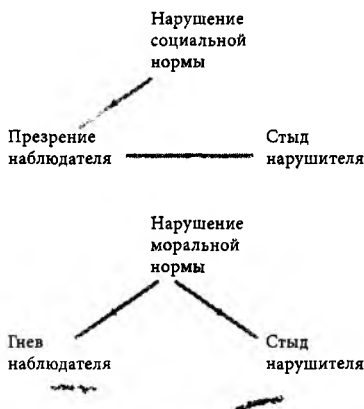 Нарушение
социальной
нормы
Презрение
наблюдателя
Стыд
нарушителя
Нарушение
моральной
нормы
Гнев
наблюдателя
Стыд
нарушителя